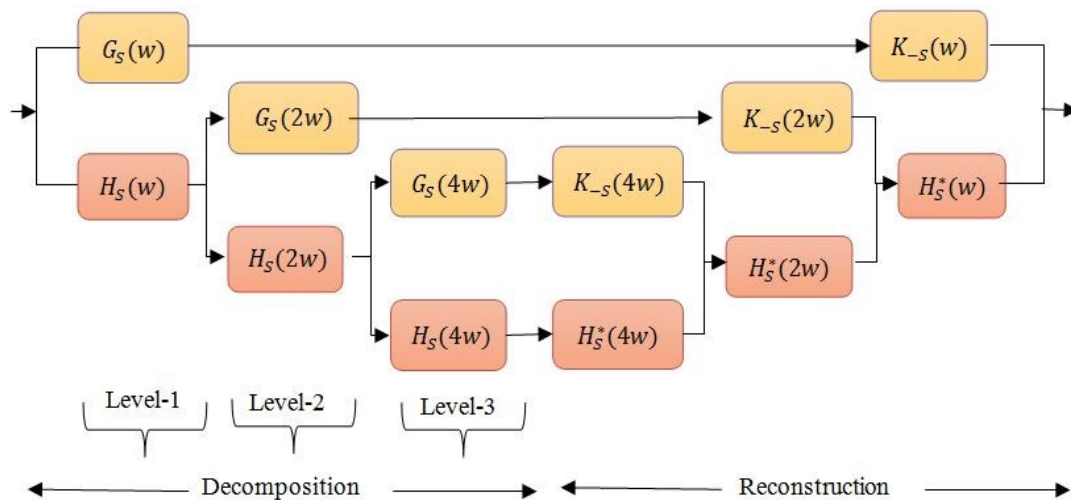 G_S(w)
K_{-S}(w)
G_S(2w)
K_{-S}(2w)
H_S(w)
G_S(4w)
K_{-S}(4w)
H_S^*(w)
H_S(2w)
H_S^*(2w)
H_S(4w)
H_S^*(4w)
Level-1
Level-2
Level-3
Decomposition
Reconstruction